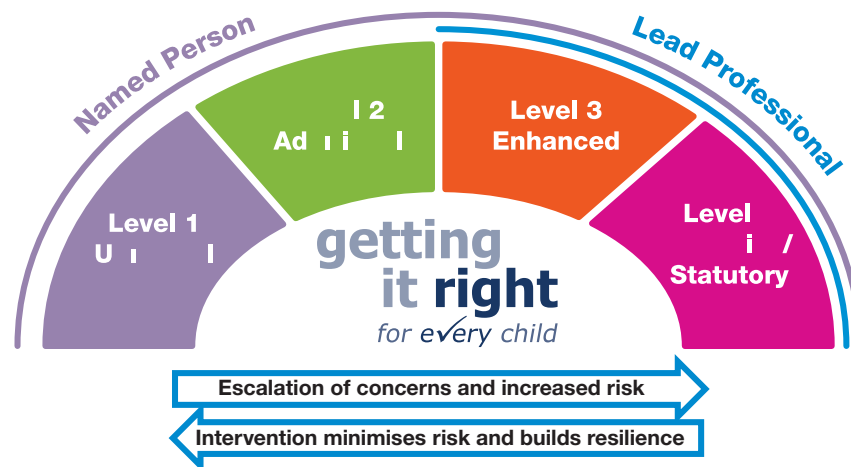 Named Person
Lead Professional
Level 1
2
Level 3
Enhanced
Level
/
Statutory
getting
it right
for every child
Escalation of concerns and increased risk
Intervention minimises risk and builds resilience